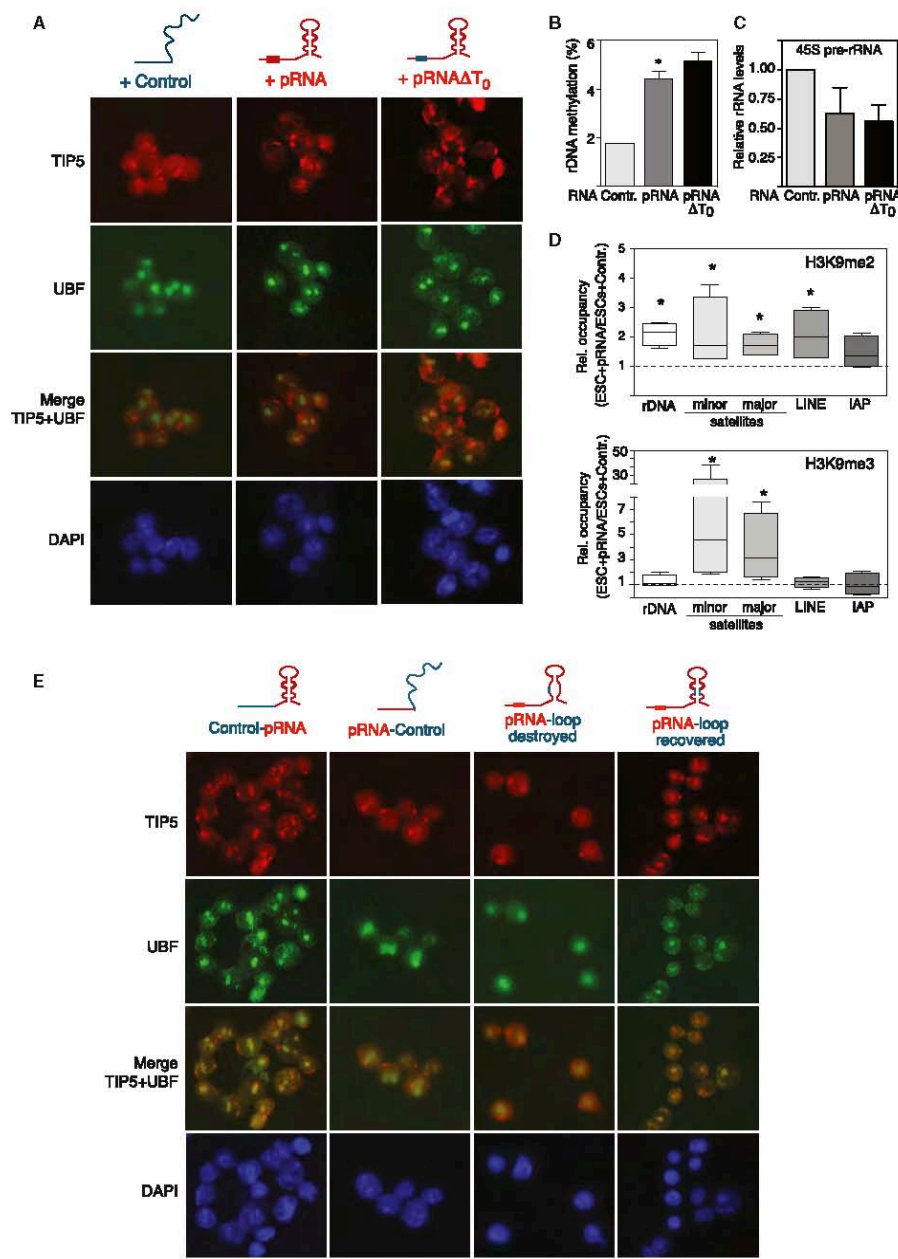 A
+ Control
+ pRNA
+ pRNAΔT0
TIP5
UBF
Merge
TIP5+UBF
DAPI
B
rDNA methylation (%)
6
4
2
RNA Contr. pRNA pRNA
ΔT0
*
C
45S pre-rRNA
Relative rRNA levels
1.00
0.75
0.50
0.25
RNA Contr. pRNA pRNA
ΔT0
D
H3K9me2
Rel. occupancy
(ESC+pRNA/ESCs+Contr.)
5
4
3
2
1
* * * *
rDNA minor major LINE IAP
satellites
H3K9me3
Rel. occupancy
(ESC+pRNA/ESCs+Contr.)
50
30
10
7
5
3
1
* *
rDNA minor major LINE IAP
satellites
E
Control-pRNA
pRNA-Control
pRNA-loop
destroyed
pRNA-loop
recovered
TIP5
UBF
Merge
TIP5+UBF
DAPI